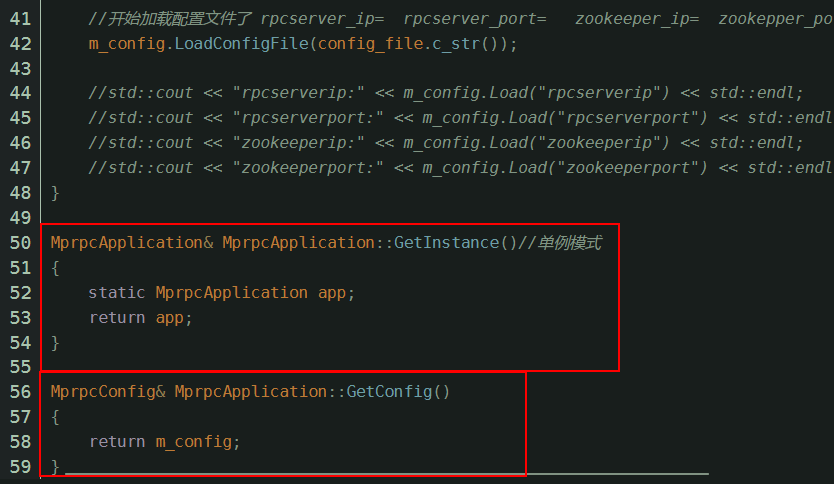 41 //开始加载配置文件了 rpcserver_ip= rpcserver_port= zookeeper_ip= zookepper_po
42 m_config.LoadConfigFile(config_file.c_str());
43
44 //std::cout << "rpcserverip:" << m_config.Load("rpcserverip") << std::endl;
45 //std::cout << "rpcserverport:" << m_config.Load("rpcserverport") << std::endl
46 //std::cout << "zookeeperip:" << m_config.Load("zookeeperip") << std::endl;
47 //std::cout << "zookeeperport:" << m_config.Load("zookeeperport") << std::endl
48 }
49
50 MprpcApplication& MprpcApplication::GetInstance()//单例模式
51 {
52 static MprpcApplication app;
53 return app;
54 }
55
56 MprpcConfig& MprpcApplication::GetConfig()
57 {
58 return m_config;
59 }